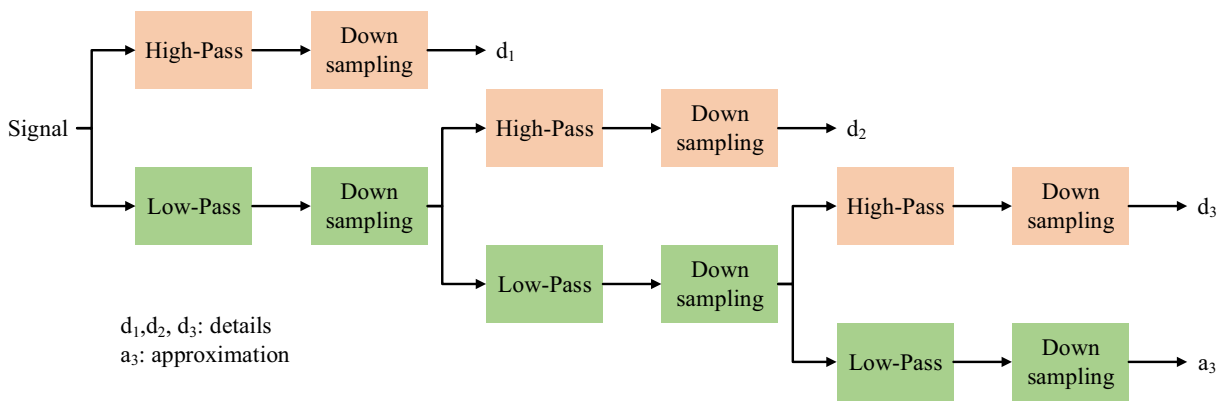 High-Pass
Down
sampling
d₁
Signal
High-Pass
Down
sampling
d₂
Low-Pass
Down
sampling
High-Pass
Down
sampling
d₃
Low-Pass
Down
sampling
d₁,d₂, d₃: details
a₃: approximation
Low-Pass
Down
sampling
a₃